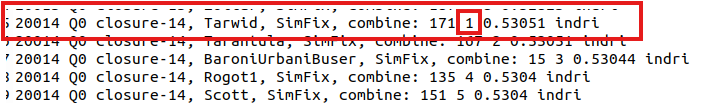 20014 Q0 closure-14, Tarwid, SimFix, combine: 171 1 0.53051 indri
20014 Q0 closure-14, Tarantula, SimFix, combine: 167 2 0.53051 indri
7 20014 Q0 closure-14, BaroniUrbaniBuser, SimFix, combine: 15 3 0.53044 indri
20014 Q0 closure-14, Rogot1, SimFix, combine: 135 4 0.5304 indri
20014 Q0 closure-14, Scott, SimFix, combine: 151 5 0.5304 indri